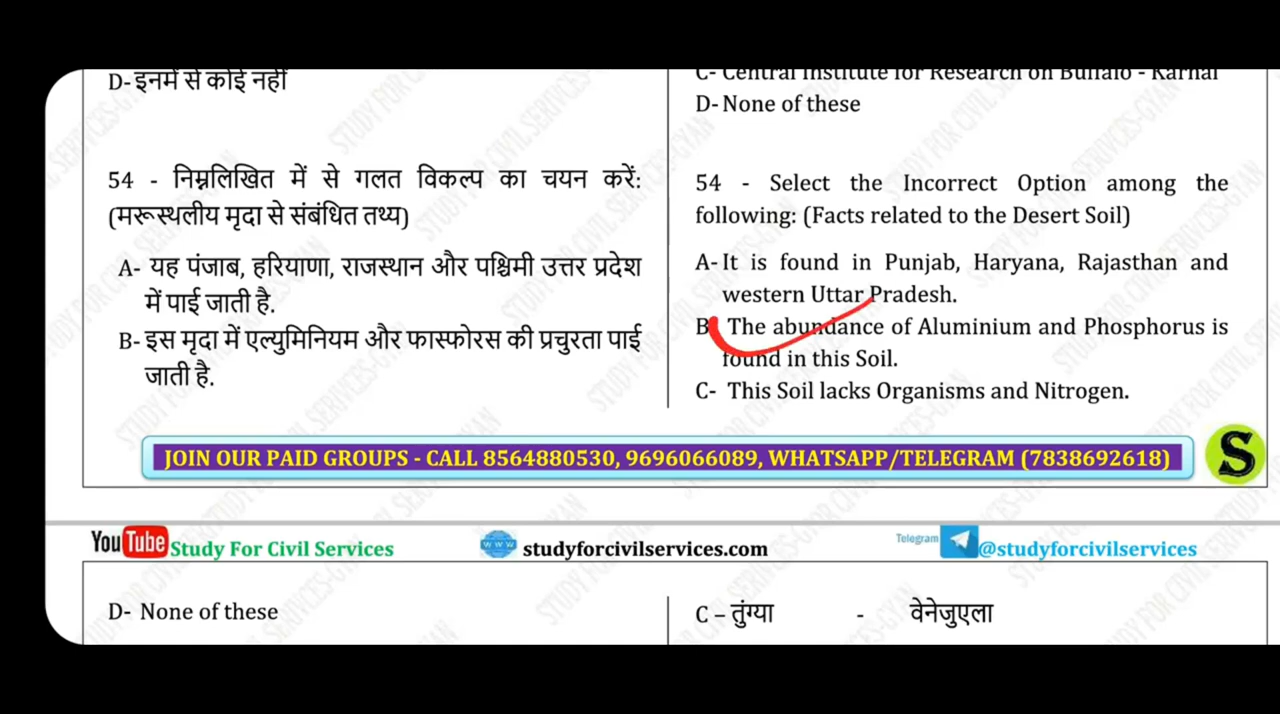 D- इनमें से कोई नहीं
54 - निम्नलिखित में से गलत विकल्प का चयन करें:
(मरूस्थलीय मृदा से संबंधित तथ्य)
A- यह पंजाब, हरियाणा, राजस्थान और पश्चिमी उत्तर प्रदेश
में पाई जाती है.
B- इस मृदा में एल्युमिनियम और फास्फोरस की प्रचुरता पाई
जाती है.
C- Central Institute for Research on Buffalo - Karnal
D- None of these
54 - Select the Incorrect Option among the
following: (Facts related to the Desert Soil)
A- It is found in Punjab, Haryana, Rajasthan and
western Uttar Pradesh.
B The abundance of Aluminium and Phosphorus is
found in this Soil.
C- This Soil lacks Organisms and Nitrogen.
JOIN OUR PAID GROUPS - CALL 8564880530, 9696066089, WHATSAPP/TELEGRAM (7838692618)
S
YouTube Study For Civil Services
www studyforcivilservices.com
Telegram @studyforcivilservices
D- None of these
C – तुंग्या - वेनेजुएला